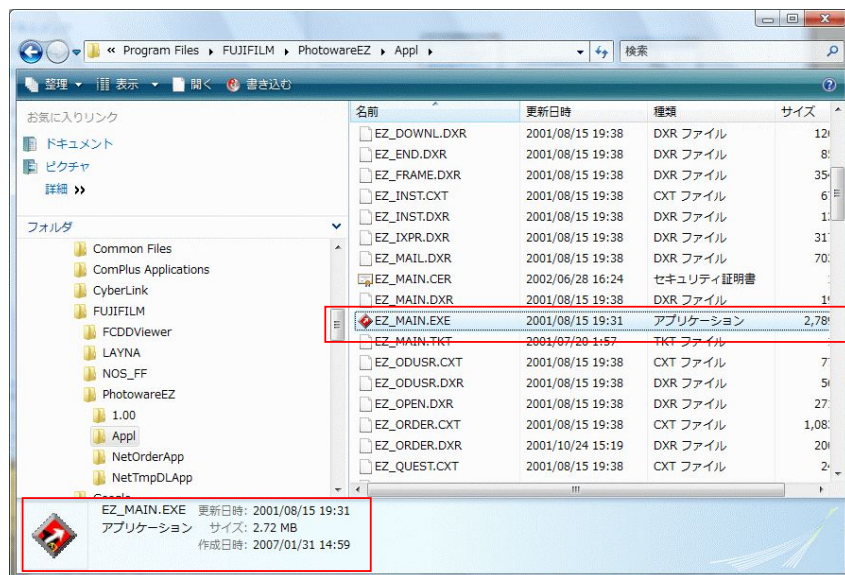 « Program Files ▸ FUJIFILM ▸ PhotowareEZ ▸ Appl ▸
検索
整理 表示 開く 書き込む
お気に入りリンク
ドキュメント
ピクチャ
詳細 »
フォルダ
Common Files
ComPlus Applications
CyberLink
FUJIFILM
FCDDViewer
LAYNA
NOS_FF
PhotowareEZ
1.00
Appl
NetOrderApp
NetTmpDLApp
名前 更新日時 種類 サイズ
EZ_DOWNL.DXR 2001/08/15 19:38 DXR ファイル
EZ_END.DXR 2001/08/15 19:38 DXR ファイル
EZ_FRAME.DXR 2001/08/15 19:38 DXR ファイル
EZ_INST.CXT 2001/08/15 19:38 CXT ファイル
EZ_INST.DXR 2001/08/15 19:38 DXR ファイル
EZ_IXPR.DXR 2001/08/15 19:38 DXR ファイル
EZ_MAIL.DXR 2001/08/15 19:38 DXR ファイル
EZ_MAIN.CER 2002/06/28 16:24 セキュリティ証明書
EZ_MAIN.DXR 2001/08/15 19:38 DXR ファイル
EZ_MAIN.EXE 2001/08/15 19:31 アプリケーション
EZ_MAIN.TKT 2001/07/20 1:57 TKT ファイル
EZ_ODUSR.CXT 2001/08/15 19:38 CXT ファイル
EZ_ODUSR.DXR 2001/08/15 19:38 DXR ファイル
EZ_OPEN.DXR 2001/08/15 19:38 DXR ファイル
EZ_ORDER.CXT 2001/08/15 19:38 CXT ファイル
EZ_ORDER.DXR 2001/10/24 15:19 DXR ファイル
EZ_QUEST.CXT 2001/08/15 19:38 CXT ファイル
EZ_MAIN.EXE 更新日時: 2001/08/15 19:31
アプリケーション サイズ: 2.72 MB
作成日時: 2007/01/31 14:59